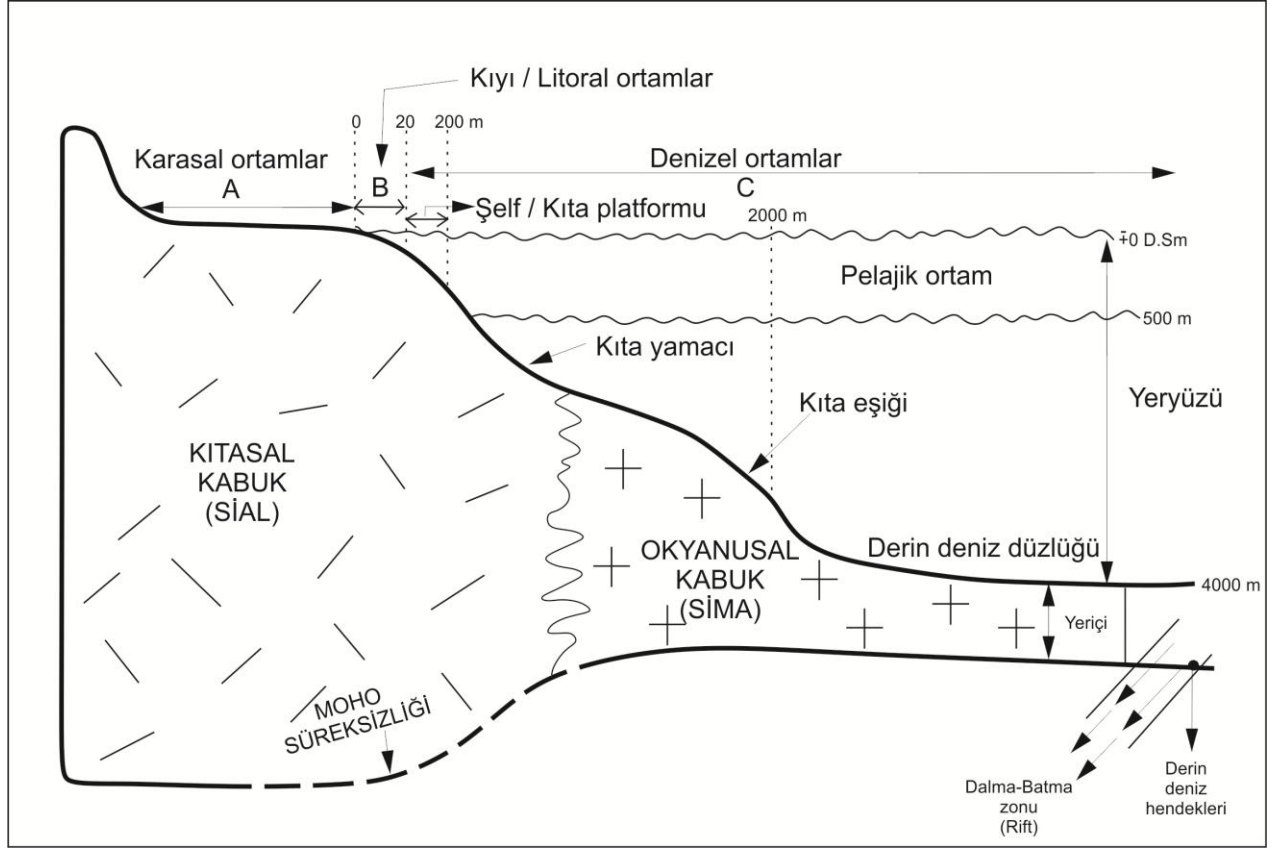 Kıyı / Litoral ortamlar
0
20
200 m
Karasal ortamlar
A
B
Denizel ortamlar
C
Şelf / Kıta platformu
2000 m
+0 D.Sm
Pelajik ortam
500 m
Kıta yamacı
Kıta eşiği
Yeryüzü
KITASAL
KABUK
(SİAL)
OKYANUSAL
KABUK
(SİMA)
Derin deniz düzlüğü
4000 m
Yeriçi
MOHO
SÜREKSİZLİĞİ
Dalma-Batma
zonu
(Rift)
Derin
deniz
hendekleri